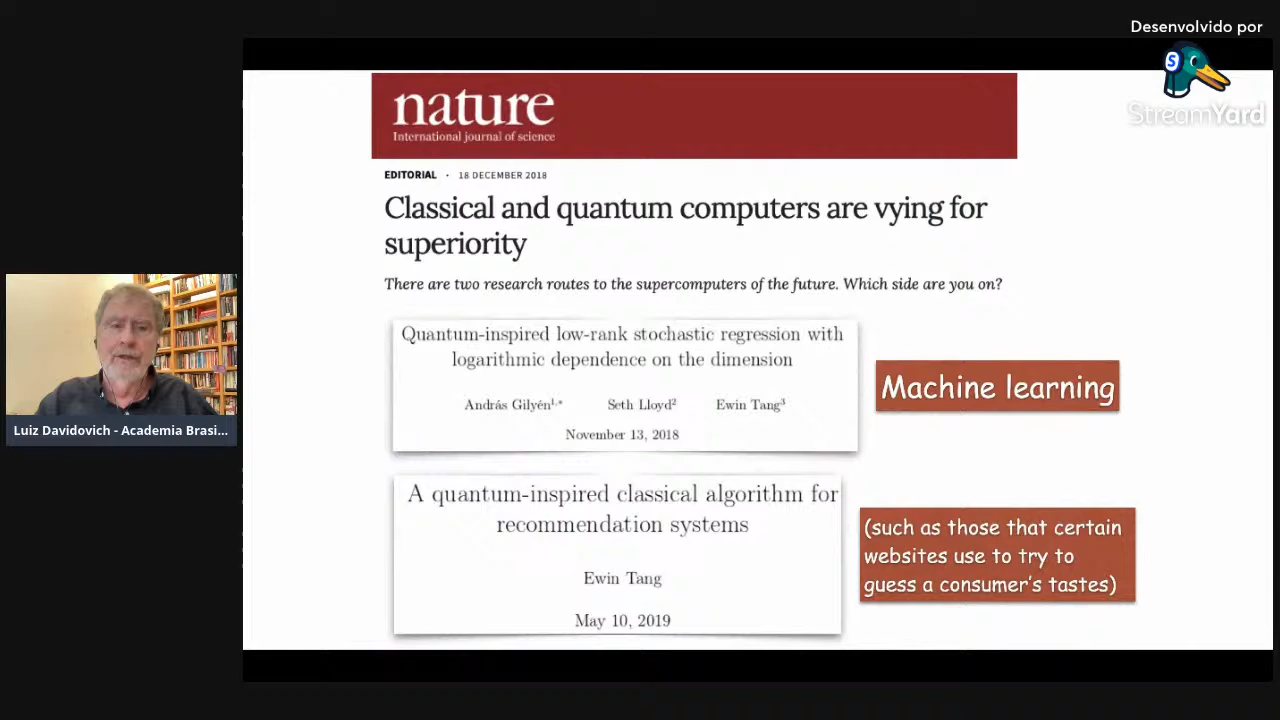 Desenvolvido por
S
StreamYard
nature
International journal of science
EDITORIAL · 18 DECEMBER 2018
Classical and quantum computers are vying for
superiority
There are two research routes to the supercomputers of the future. Which side are you on?
Quantum-inspired low-rank stochastic regression with
logarithmic dependence on the dimension
András Gilyén¹,* Seth Lloyd² Ewin Tang³
November 13, 2018
Machine learning
Luiz Davidovich - Academia Brasi...
A quantum-inspired classical algorithm for
recommendation systems
Ewin Tang
May 10, 2019
(such as those that certain
websites use to try to
guess a consumer's tastes)